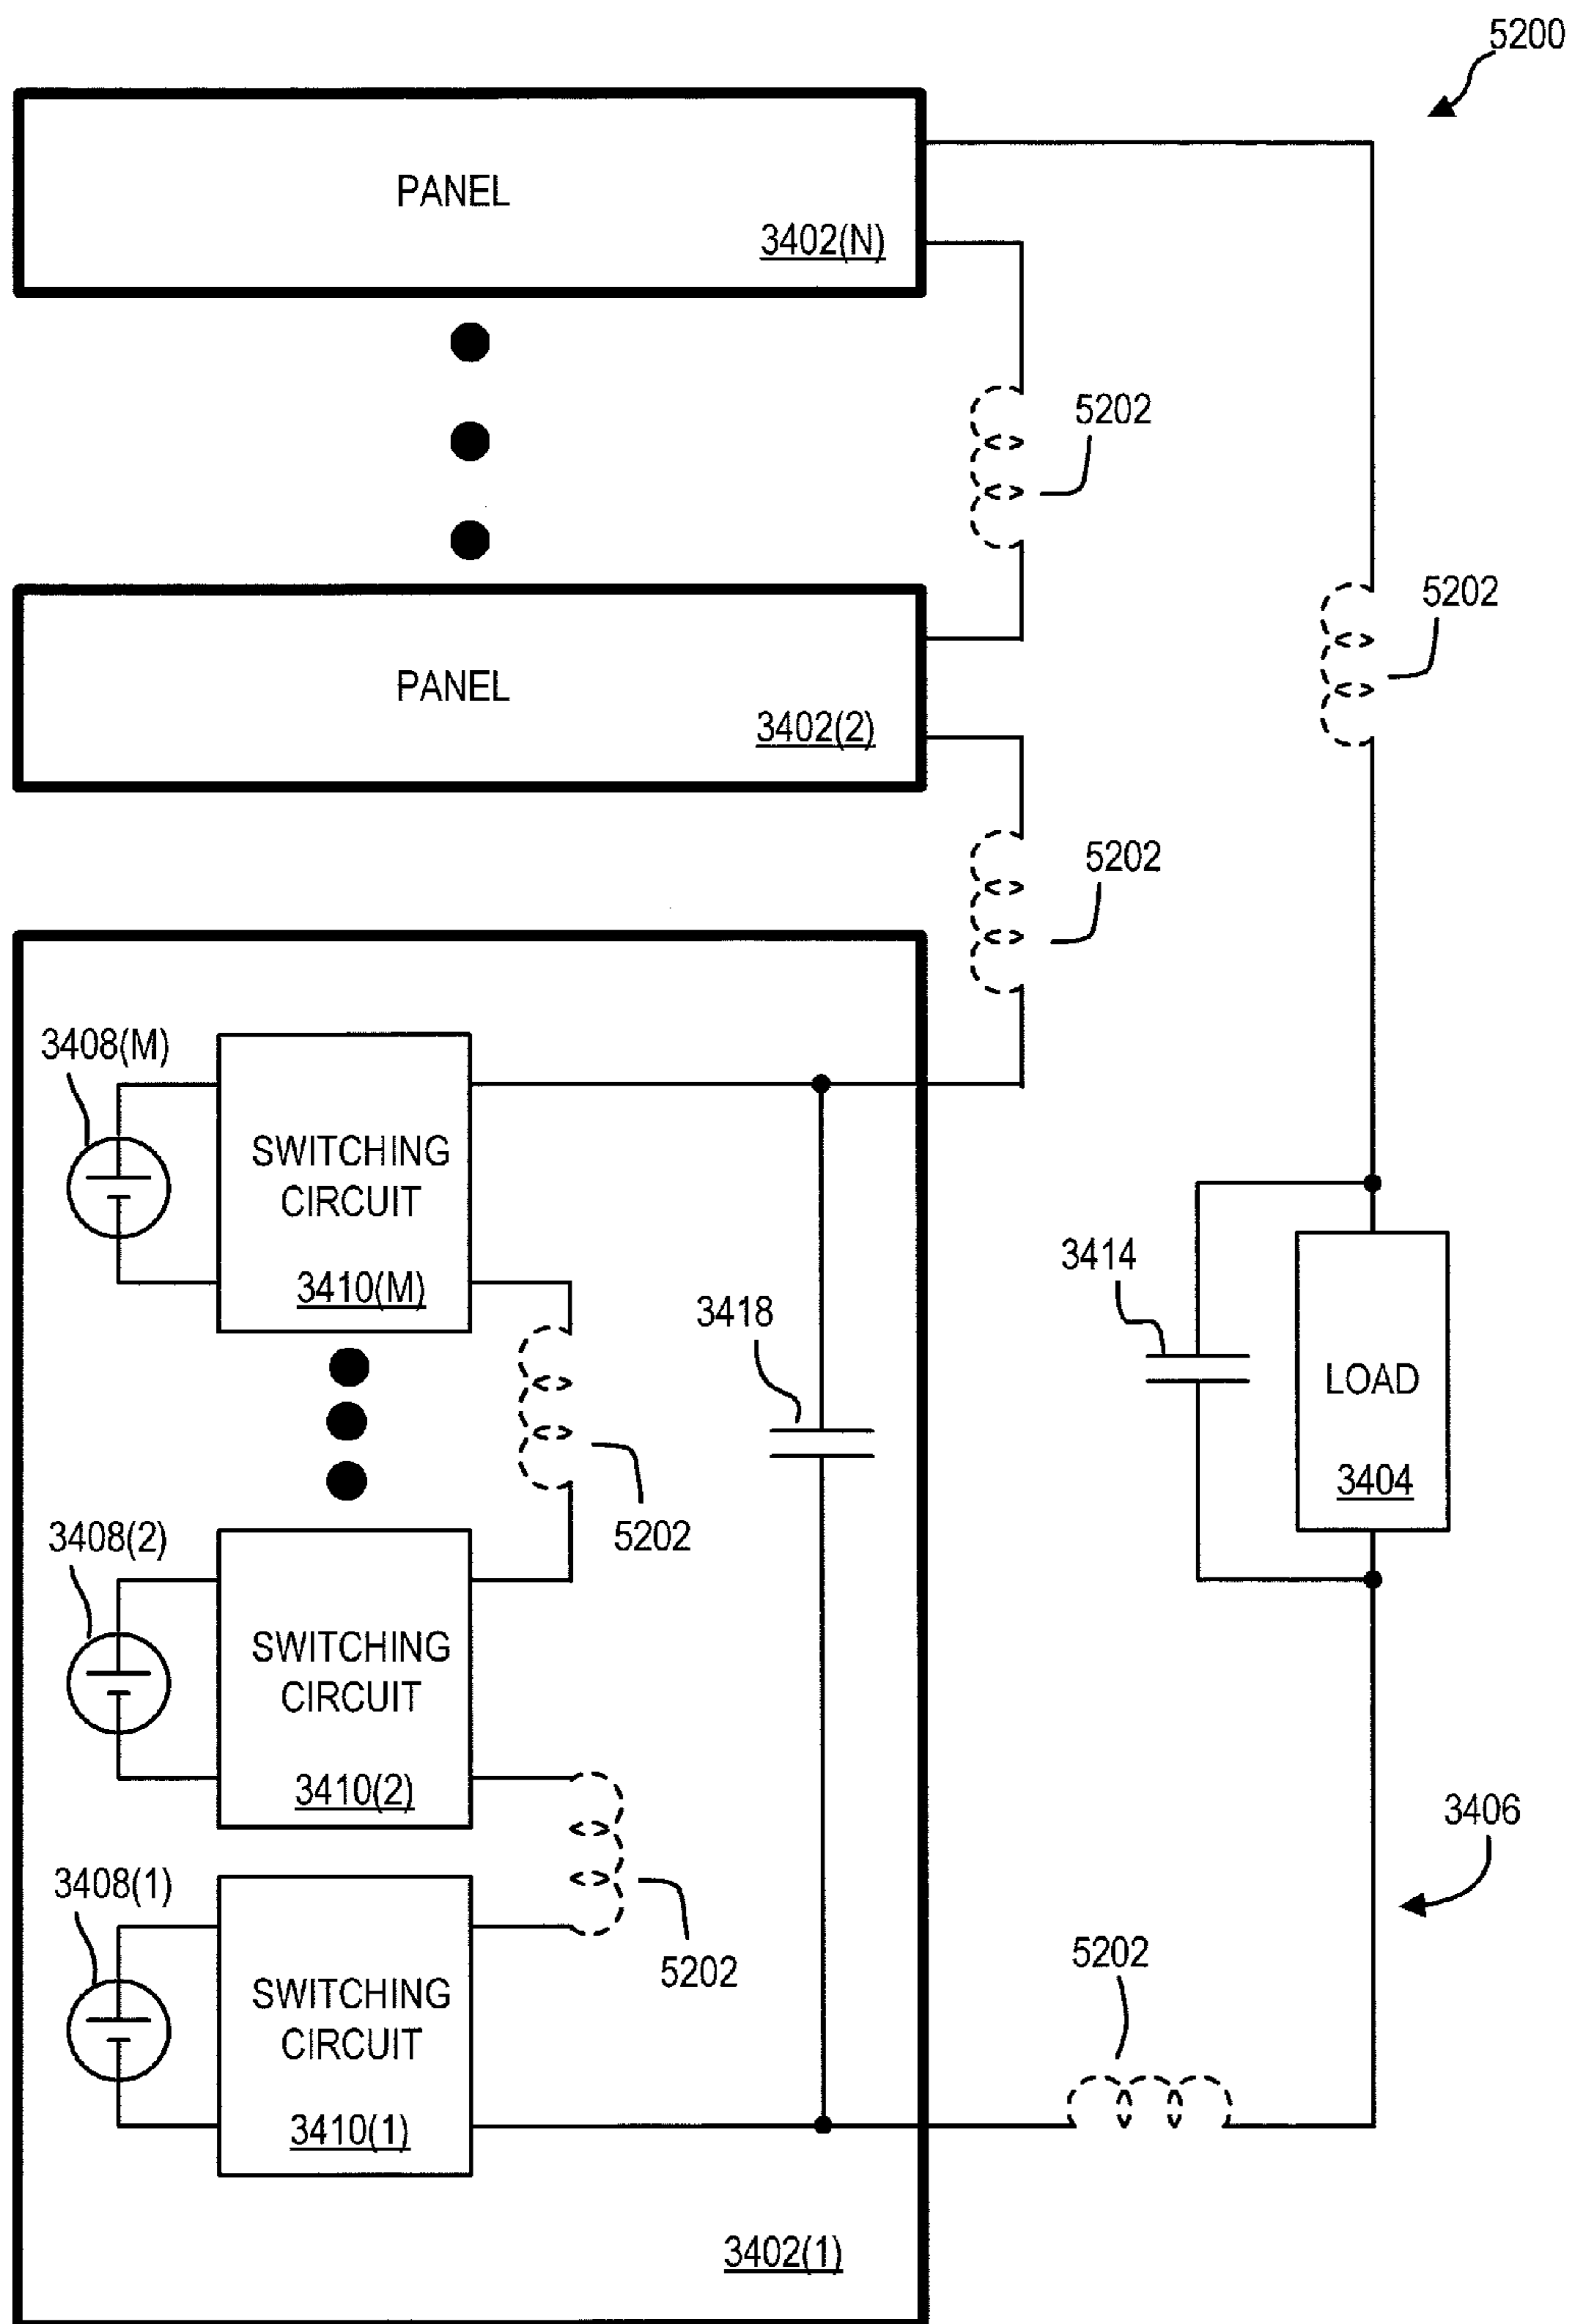 5200
PANEL
3402(N)
5202
5202
PANEL
3402(2)
5202
3408(M)
SWITCHING
CIRCUIT
3410(M)
3418
3414
LOAD
3404
5202
3408(2)
SWITCHING
CIRCUIT
3410(2)
3406
3408(1)
5202
SWITCHING
CIRCUIT
3410(1)
5202
3402(1)